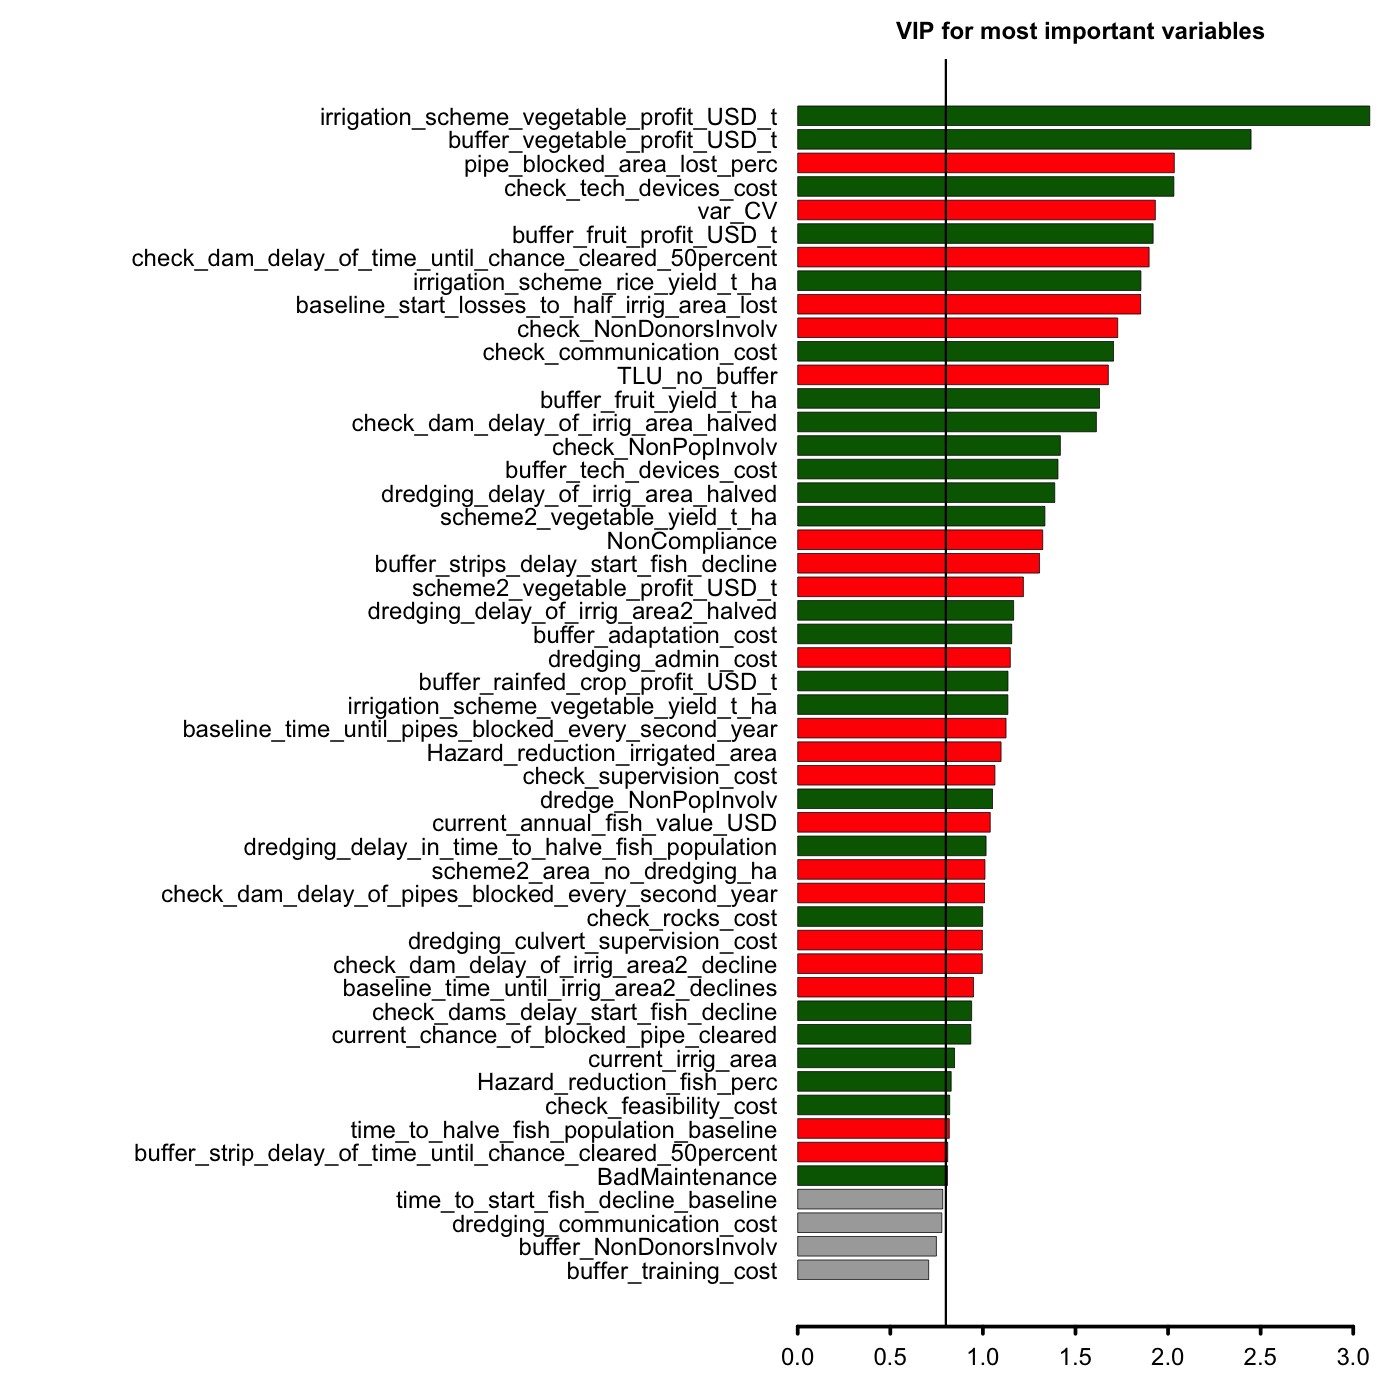 VIP for most important variables
irrigation_scheme_vegetable_profit_USD_t
buffer_vegetable_profit_USD_t
pipe_blocked_area_lost_perc
check_tech_devices_cost
var_CV
buffer_fruit_profit_USD_t
check_dam_delay_of_time_until_chance_cleared_50percent
irrigation_scheme_rice_yield_t_ha
baseline_start_losses_to_half_irrig_area_lost
check_NonDonorsInvolv
check_communication_cost
TLU_no_buffer
buffer_fruit_yield_t_ha
check_dam_delay_of_irrig_area_halved
check_NonPopInvolv
buffer_tech_devices_cost
dredging_delay_of_irrig_area_halved
scheme2_vegetable_yield_t_ha
NonCompliance
buffer_strips_delay_start_fish_decline
scheme2_vegetable_profit_USD_t
dredging_delay_of_irrig_area2_halved
buffer_adaptation_cost
dredging_admin_cost
buffer_rainfed_crop_profit_USD_t
irrigation_scheme_vegetable_yield_t_ha
baseline_time_until_pipes_blocked_every_second_year
Hazard_reduction_irrigated_area
check_supervision_cost
dredge_NonPopInvolv
current_annual_fish_value_USD
dredging_delay_in_time_to_halve_fish_population
scheme2_area_no_dredging_ha
check_dam_delay_of_pipes_blocked_every_second_year
check_rocks_cost
dredging_culvert_supervision_cost
check_dam_delay_of_irrig_area2_decline
baseline_time_until_irrig_area2_declines
check_dams_delay_start_fish_decline
current_chance_of_blocked_pipe_cleared
current_irrig_area
Hazard_reduction_fish_perc
check_feasibility_cost
time_to_halve_fish_population_baseline
buffer_strip_delay_of_time_until_chance_cleared_50percent
BadMaintenance
time_to_start_fish_decline_baseline
dredging_communication_cost
buffer_NonDonorsInvolv
buffer_training_cost
0.0 0.5 1.0 1.5 2.0 2.5 3.0